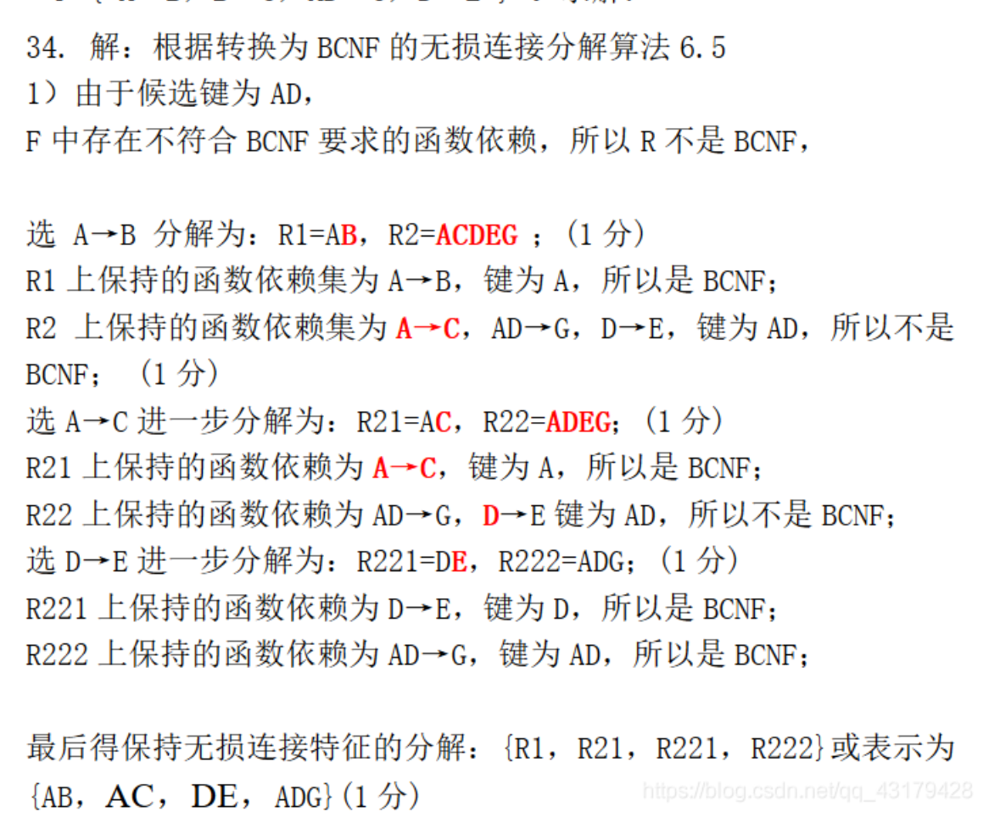 34. 解：根据转换为 BCNF 的无损连接分解算法 6.5
1）由于候选键为 AD，
F 中存在不符合 BCNF 要求的函数依赖，所以 R 不是 BCNF，
选 A→B 分解为：R1=AB，R2=ACDEG ；（1 分）
R1 上保持的函数依赖集为 A→B，键为 A，所以是 BCNF；
R2 上保持的函数依赖集为 A→C，AD→G，D→E，键为 AD，所以不是
BCNF； （1 分）
选 A→C 进一步分解为：R21=AC，R22=ADEG；（1 分）
R21 上保持的函数依赖为 A→C，键为 A，所以是 BCNF；
R22 上保持的函数依赖为 AD→G，D→E 键为 AD，所以不是 BCNF；
选 D→E 进一步分解为：R221=DE，R222=ADG；（1 分）
R221 上保持的函数依赖为 D→E，键为 D，所以是 BCNF；
R222 上保持的函数依赖为 AD→G，键为 AD，所以是 BCNF；
最后得保持无损连接特征的分解：{R1，R21，R221，R222}或表示为
{AB，AC，DE，ADG}（1 分）
https://blog.csdn.net/qq_43179428